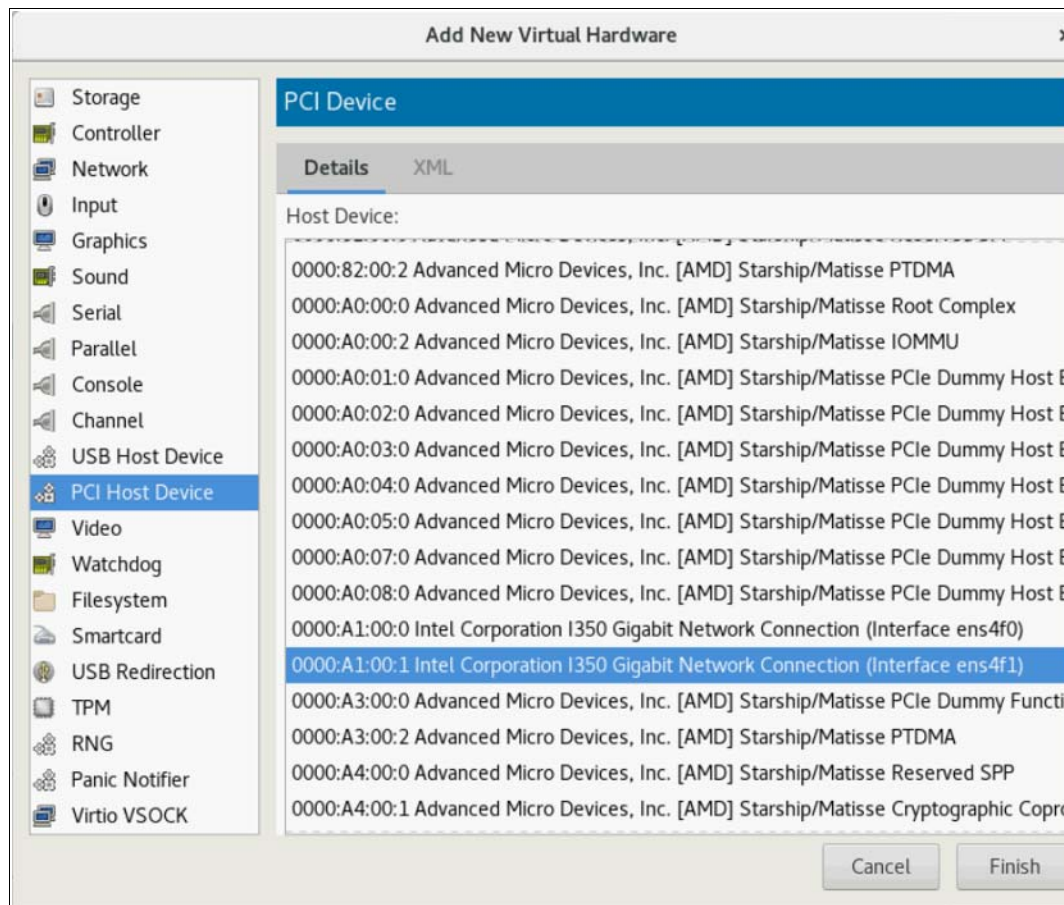 Add New Virtual Hardware
Storage
Controller
Network
Input
Graphics
Sound
Serial
Parallel
Console
Channel
USB Host Device
PCI Host Device
Video
Watchdog
Filesystem
Smartcard
USB Redirection
TPM
RNG
Panic Notifier
Virtio VSOCK
PCI Device
Details XML
Host Device:
0000:82:00:2 Advanced Micro Devices, Inc. [AMD] Starship/Matisse PTDMA
0000:A0:00:0 Advanced Micro Devices, Inc. [AMD] Starship/Matisse Root Complex
0000:A0:00:2 Advanced Micro Devices, Inc. [AMD] Starship/Matisse IOMMU
0000:A0:01:0 Advanced Micro Devices, Inc. [AMD] Starship/Matisse PCIe Dummy Host
0000:A0:02:0 Advanced Micro Devices, Inc. [AMD] Starship/Matisse PCIe Dummy Host
0000:A0:03:0 Advanced Micro Devices, Inc. [AMD] Starship/Matisse PCIe Dummy Host
0000:A0:04:0 Advanced Micro Devices, Inc. [AMD] Starship/Matisse PCIe Dummy Host
0000:A0:05:0 Advanced Micro Devices, Inc. [AMD] Starship/Matisse PCIe Dummy Host
0000:A0:07:0 Advanced Micro Devices, Inc. [AMD] Starship/Matisse PCIe Dummy Host
0000:A0:08:0 Advanced Micro Devices, Inc. [AMD] Starship/Matisse PCIe Dummy Host
0000:A1:00:0 Intel Corporation I350 Gigabit Network Connection (Interface ens4f0)
0000:A1:00:1 Intel Corporation I350 Gigabit Network Connection (Interface ens4f1)
0000:A3:00:0 Advanced Micro Devices, Inc. [AMD] Starship/Matisse PCIe Dummy Functi
0000:A3:00:2 Advanced Micro Devices, Inc. [AMD] Starship/Matisse PTDMA
0000:A4:00:0 Advanced Micro Devices, Inc. [AMD] Starship/Matisse Reserved SPP
0000:A4:00:1 Advanced Micro Devices, Inc. [AMD] Starship/Matisse Cryptographic Copro
Cancel Finish